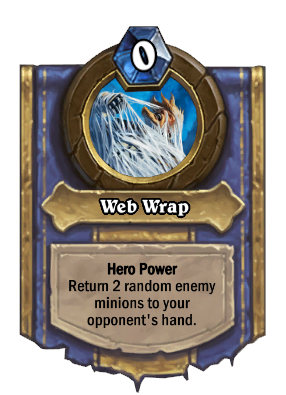 0
Web Wrap
Hero Power
Return 2 random enemy
minions to your
opponent's hand.